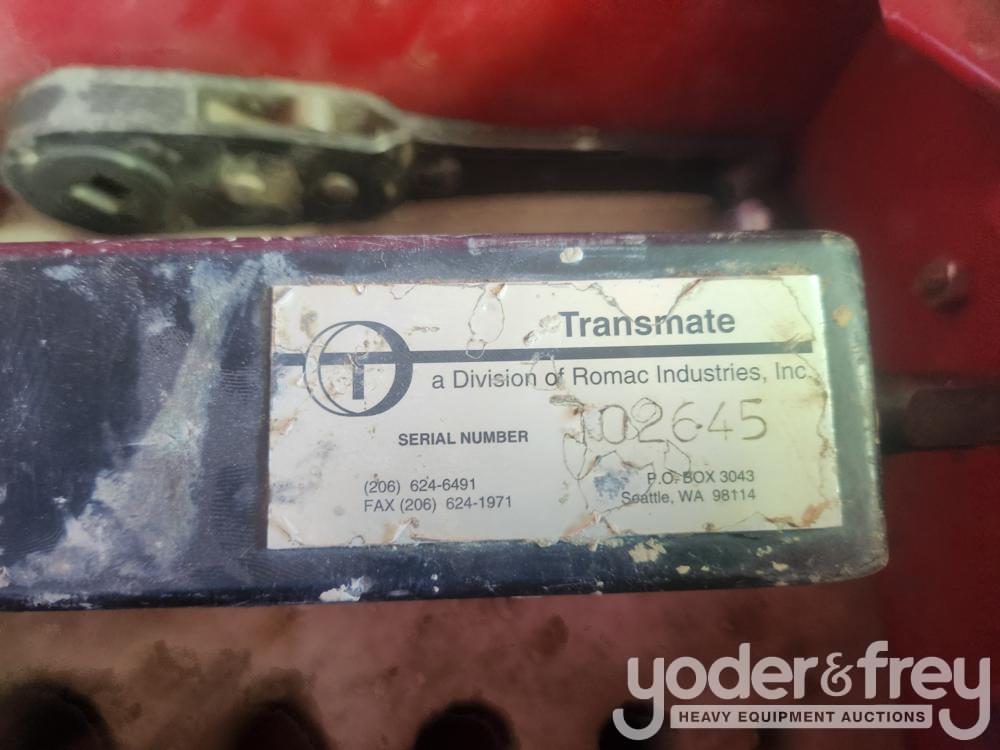 Transmate
T
a Division of Romac Industries, Inc.
SERIAL NUMBER
102645
(206) 624-6491
FAX (206) 624-1971
P.O. BOX 3043
Seattle, WA 98114
yoder&frey
HEAVY EQUIPMENT AUCTIONS